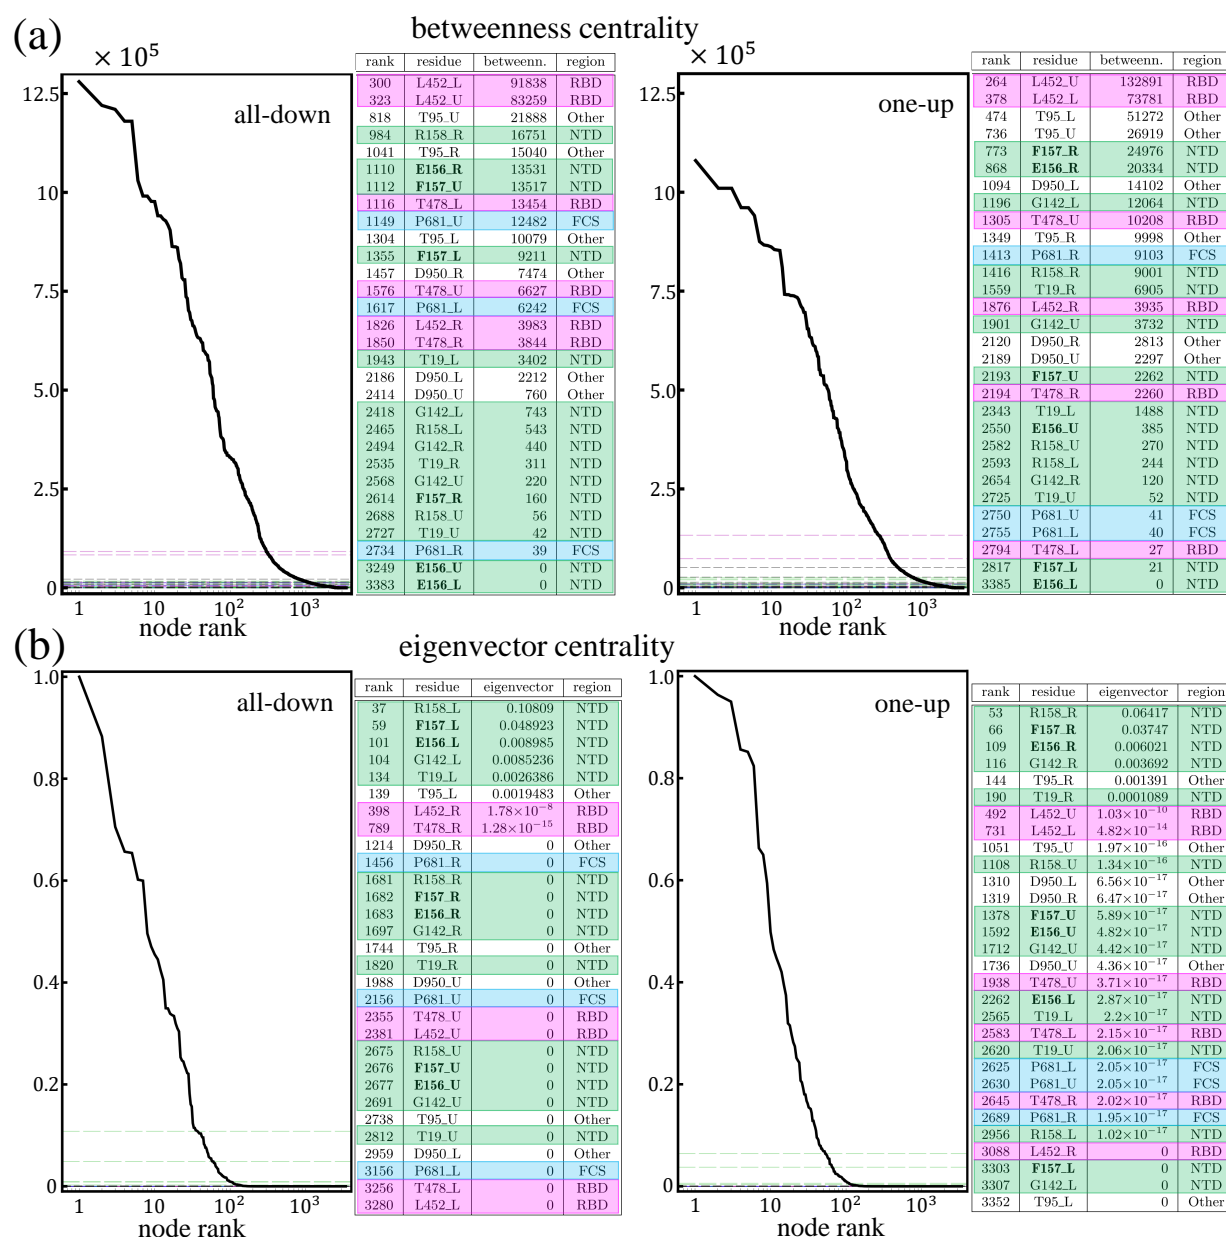 (a) betweenness centrality
× 10⁵
all-down
12.5
10
7.5
5.0
2.5
0
1 10 10² 10³
node rank
rank residue betweenn. region
300 L452_L 91838 RBD
323 L452_U 83259 RBD
818 T95_U 21888 Other
984 R158_R 16751 NTD
1041 T95_R 15040 Other
1110 E156_R 13531 NTD
1112 F157_U 13517 NTD
1116 T478_L 13454 RBD
1149 P681_U 12482 FCS
1304 T95_L 10079 Other
1355 F157_L 9211 NTD
1457 D950_R 7474 Other
1576 T478_U 6627 RBD
1617 P681_L 6242 FCS
1826 L452_R 3983 RBD
1850 T478_R 3844 RBD
1943 T19_L 3402 NTD
2186 D950_L 2212 Other
2414 D950_U 760 Other
2418 G142_L 743 NTD
2465 R158_L 543 NTD
2494 G142_R 440 NTD
2535 T19_R 311 NTD
2568 G142_U 220 NTD
2614 F157_R 160 NTD
2688 R158_U 56 NTD
2727 T19_U 42 NTD
2734 P681_R 39 FCS
3249 E156_U 0 NTD
3383 E156_L 0 NTD
× 10⁵
one-up
12.5
10
7.5
5.0
2.5
0
1 10 10² 10³
node rank
rank residue betweenn. region
264 L452_U 132891 RBD
378 L452_L 73781 RBD
474 T95_L 51272 Other
736 T95_U 26919 Other
773 F157_R 24976 NTD
868 E156_R 20334 NTD
1094 D950_L 14102 Other
1196 G142_L 12064 NTD
1305 T478_U 10208 RBD
1349 T95_R 9998 Other
1413 P681_R 9103 FCS
1416 R158_R 9001 NTD
1559 T19_R 6905 NTD
1876 L452_R 3935 RBD
1901 G142_U 3732 NTD
2120 D950_R 2813 Other
2189 D950_U 2297 Other
2193 F157_U 2262 NTD
2194 T478_R 2260 RBD
2343 T19_L 1488 NTD
2550 E156_U 385 NTD
2582 R158_U 270 NTD
2593 R158_L 244 NTD
2654 G142_R 120 NTD
2725 T19_U 52 NTD
2750 P681_U 41 FCS
2755 P681_L 40 FCS
2794 T478_L 27 RBD
2817 F157_L 21 NTD
3385 E156_L 0 NTD
(b) eigenvector centrality
all-down
1.0
0.8
0.6
0.4
0.2
0
1 10 10² 10³
node rank
rank residue eigenvector region
37 R158_L 0.10809 NTD
59 F157_L 0.048923 NTD
101 E156_L 0.008985 NTD
104 G142_L 0.0085236 NTD
134 T19_L 0.0026386 NTD
139 T95_L 0.0019483 Other
398 L452_R 1.78×10⁻⁸ RBD
789 T478_R 1.28×10⁻¹⁵ RBD
1214 D950_R 0 Other
1456 P681_R 0 FCS
1681 R158_R 0 NTD
1682 F157_R 0 NTD
1683 E156_R 0 NTD
1697 G142_R 0 NTD
1744 T95_R 0 Other
1820 T19_R 0 NTD
1988 D950_U 0 Other
2156 P681_U 0 FCS
2355 T478_U 0 RBD
2381 L452_U 0 RBD
2675 R158_U 0 NTD
2676 F157_U 0 NTD
2677 E156_U 0 NTD
2691 G142_U 0 NTD
2738 T95_U 0 Other
2812 T19_U 0 NTD
2959 D950_L 0 Other
3156 P681_L 0 FCS
3256 T478_L 0 RBD
3280 L452_L 0 RBD
one-up
1.0
0.8
0.6
0.4
0.2
0
1 10 10² 10³
node rank
rank residue eigenvector region
53 R158_R 0.06417 NTD
66 F157_R 0.03747 NTD
109 E156_R 0.006021 NTD
116 G142_R 0.003692 NTD
144 T95_R 0.001391 Other
190 T19_R 0.0001089 NTD
492 L452_U 1.03×10⁻¹⁰ RBD
731 L452_L 4.82×10⁻¹⁴ RBD
1051 T95_U 1.97×10⁻¹⁶ Other
1108 R158_U 1.34×10⁻¹⁶ NTD
1310 D950_L 6.56×10⁻¹⁷ Other
1319 D950_R 6.47×10⁻¹⁷ Other
1378 F157_U 5.89×10⁻¹⁷ NTD
1592 E156_U 4.82×10⁻¹⁷ NTD
1712 G142_U 4.42×10⁻¹⁷ NTD
1736 D950_U 4.36×10⁻¹⁷ Other
1938 T478_U 3.71×10⁻¹⁷ RBD
2262 E156_L 2.87×10⁻¹⁷ NTD
2565 T19_L 2.2×10⁻¹⁷ NTD
2583 T478_L 2.15×10⁻¹⁷ RBD
2620 T19_U 2.06×10⁻¹⁷ NTD
2625 P681_L 2.05×10⁻¹⁷ FCS
2630 P681_U 2.05×10⁻¹⁷ FCS
2645 T478_R 2.02×10⁻¹⁷ RBD
2689 P681_R 1.95×10⁻¹⁷ FCS
2956 R158_L 1.02×10⁻¹⁷ NTD
3088 L452_R 0 RBD
3303 F157_L 0 NTD
3307 G142_L 0 NTD
3352 T95_L 0 Other